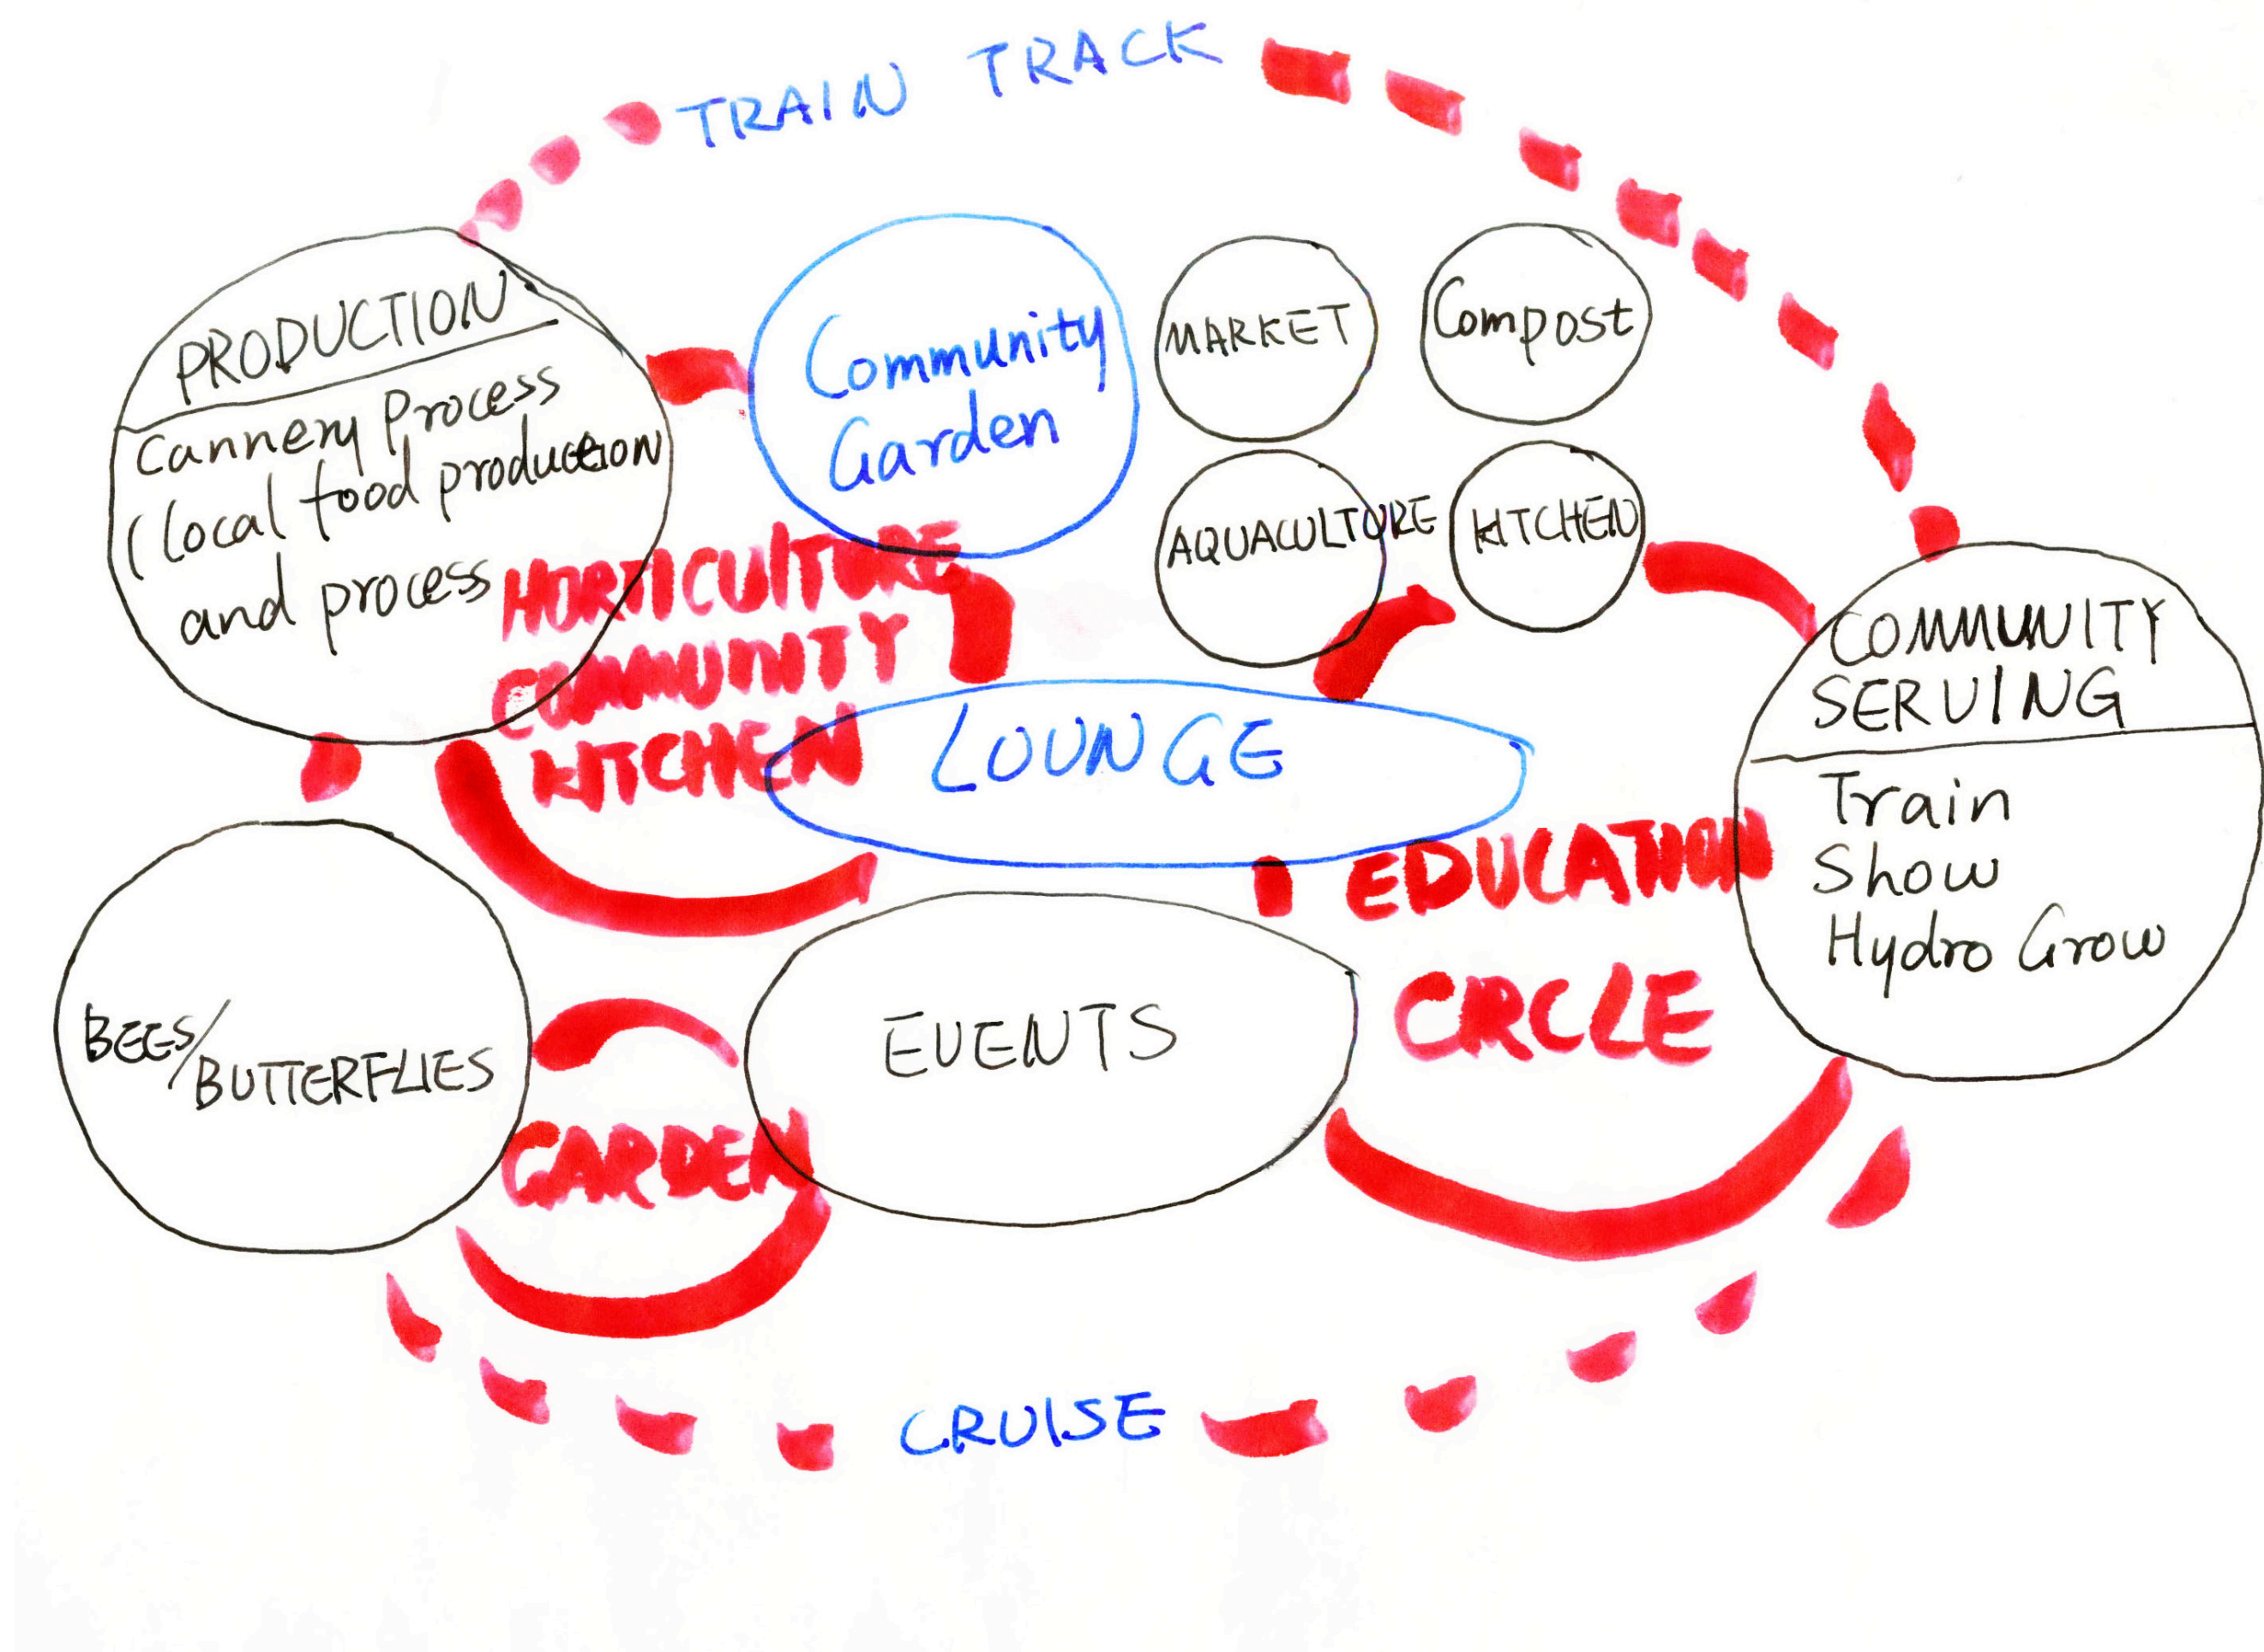 TRAIN TRACK
PRODUCTION
Cannery Process
(local food production
and process
Community
Garden
MARKET
Compost
AQUACULTURE
KITCHEN
HORTICULTURE
COMMUNITY
KITCHEN
LOUNGE
COMMUNITY
SERVING
Train
Show
Hydro Grow
EDUCATION
CIRCLE
BEES/
BUTTERFLIES
EVENTS
GARDEN
CRUISE